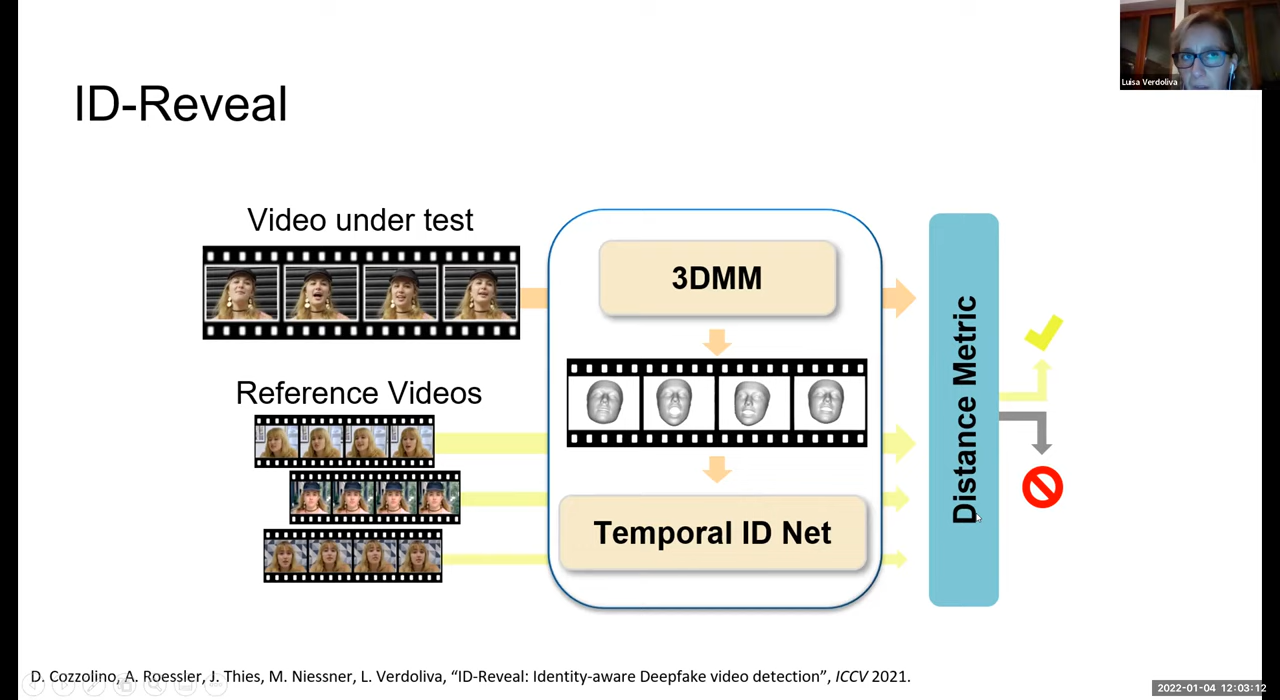 Luisa Verdoliva
ID-Reveal
Video under test
3DMM
Reference Videos
Distance Metric
Temporal ID Net
D. Cozzolino, A. Roessler, J. Thies, M. Niessner, L. Verdoliva, “ID-Reveal: Identity-aware Deepfake video detection”, ICCV 2021.
2022-01-04 12:03:12